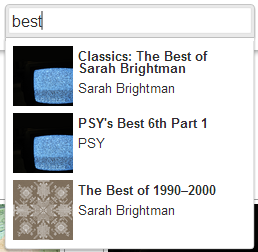 best
Classics: The Best of
Sarah Brightman
Sarah Brightman
PSY's Best 6th Part 1
PSY
The Best of 1990–2000
Sarah Brightman